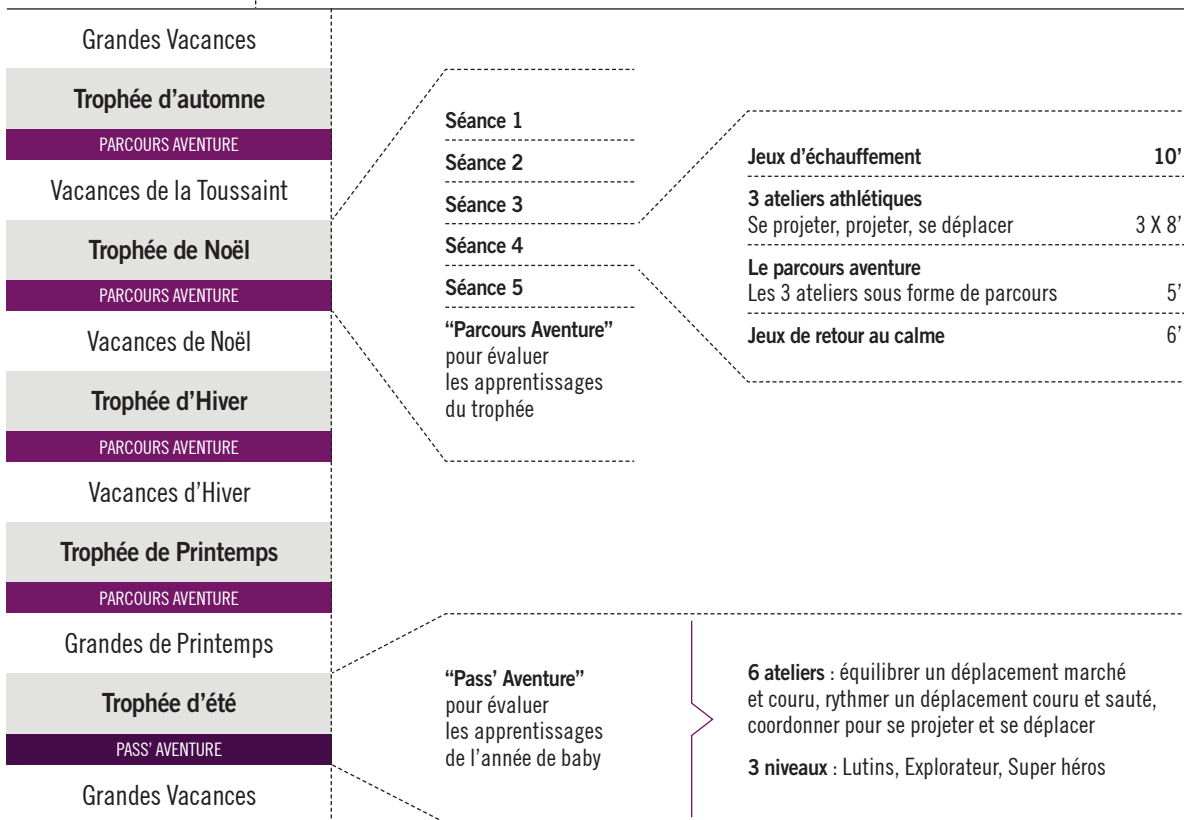 Grandes Vacances
Trophée d'automne
PARCOURS AVENTURE
Vacances de la Toussaint
Trophée de Noël
PARCOURS AVENTURE
Vacances de Noël
Trophée d'Hiver
PARCOURS AVENTURE
Vacances d'Hiver
Trophée de Printemps
PARCOURS AVENTURE
Grandes de Printemps
Trophée d'été
PASS' AVENTURE
Grandes Vacances
Séance 1
Séance 2
Séance 3
Séance 4
Séance 5
“Parcours Aventure”
pour évaluer
les apprentissages
du trophée
Jeux d'échauffement 10'
3 ateliers athlétiques
Se projeter, projeter, se déplacer 3 X 8'
Le parcours aventure
Les 3 ateliers sous forme de parcours 5'
Jeux de retour au calme 6'
“Pass' Aventure”
pour évaluer
les apprentissages
de l'année de baby
6 ateliers : équilibrer un déplacement marché
et couru, rythmer un déplacement couru et sauté,
coordonner pour se projeter et se déplacer
3 niveaux : Lutins, Explorateur, Super héros